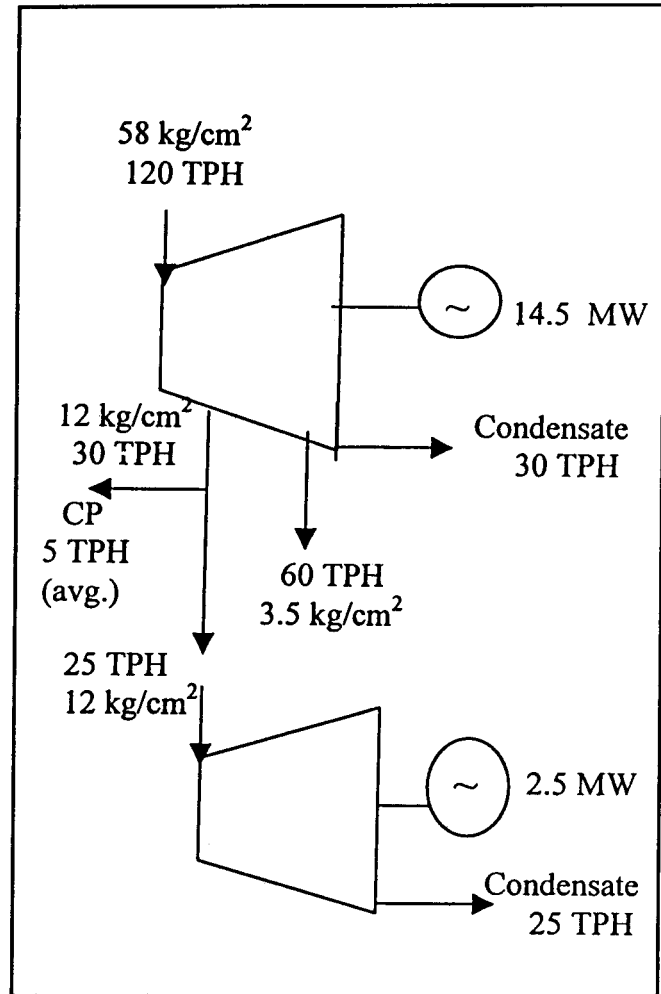 58 kg/cm²
120 TPH
~
14.5 MW
12 kg/cm²
30 TPH
Condensate
30 TPH
CP
5 TPH
(avg.)
60 TPH
3.5 kg/cm²
25 TPH
12 kg/cm²
~
2.5 MW
Condensate
25 TPH